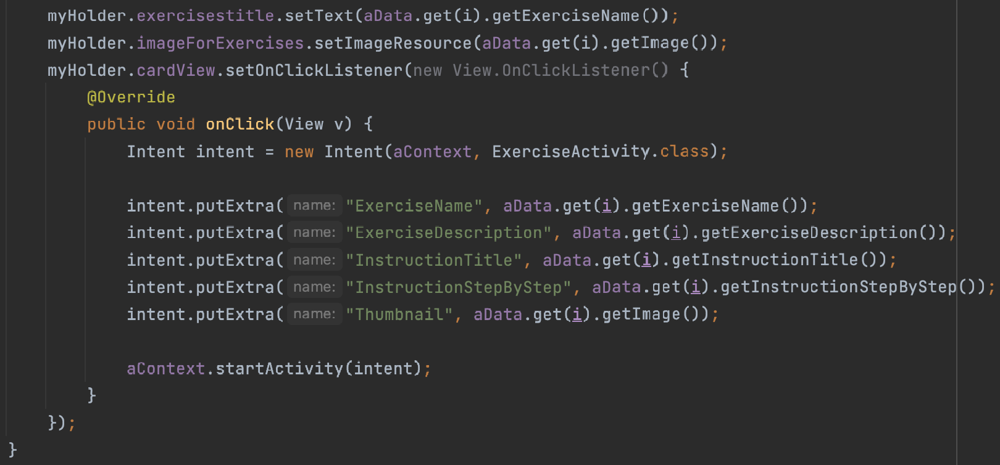 myHolder.exercisestitle.setText(aData.get(i).getExerciseName());
myHolder.imageForExercises.setImageResource(aData.get(i).getImage());
myHolder.cardView.setOnClickListener(new View.OnClickListener() {
@Override
public void onClick(View v) {
Intent intent = new Intent(aContext, ExerciseActivity.class);
intent.putExtra( name: "ExerciseName", aData.get(i).getExerciseName());
intent.putExtra( name: "ExerciseDescription", aData.get(i).getExerciseDescription());
intent.putExtra( name: "InstructionTitle", aData.get(i).getInstructionTitle());
intent.putExtra( name: "InstructionStepByStep", aData.get(i).getInstructionStepByStep());
intent.putExtra( name: "Thumbnail", aData.get(i).getImage());
aContext.startActivity(intent);
}
});
}